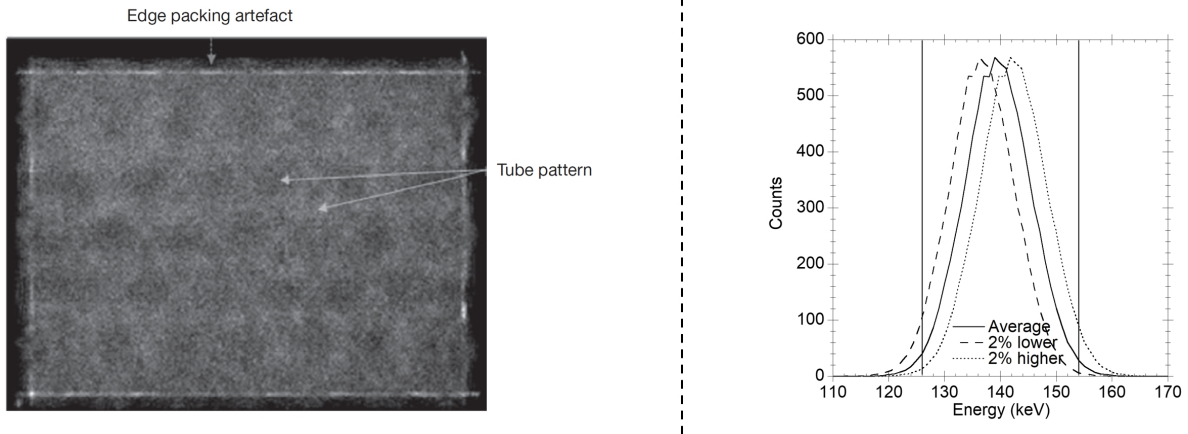 Edge packing artefact
Tube pattern
600
500
400
300
200
100
0
Counts
Average
2% lower
2% higher
110 120 130 140 150 160 170
Energy (keV)